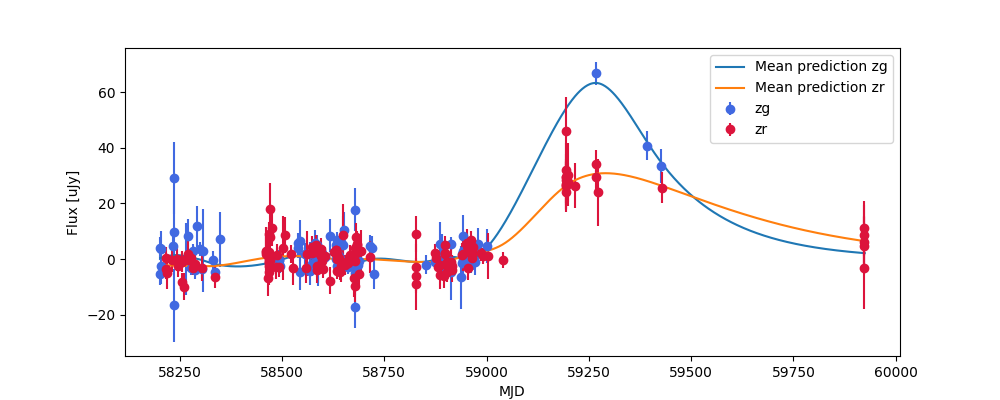 Mean prediction zg
Mean prediction zr
zg
zr
Flux [uJy]
60
40
20
0
−20
58250 58500 58750 59000 59250 59500 59750 60000
MJD